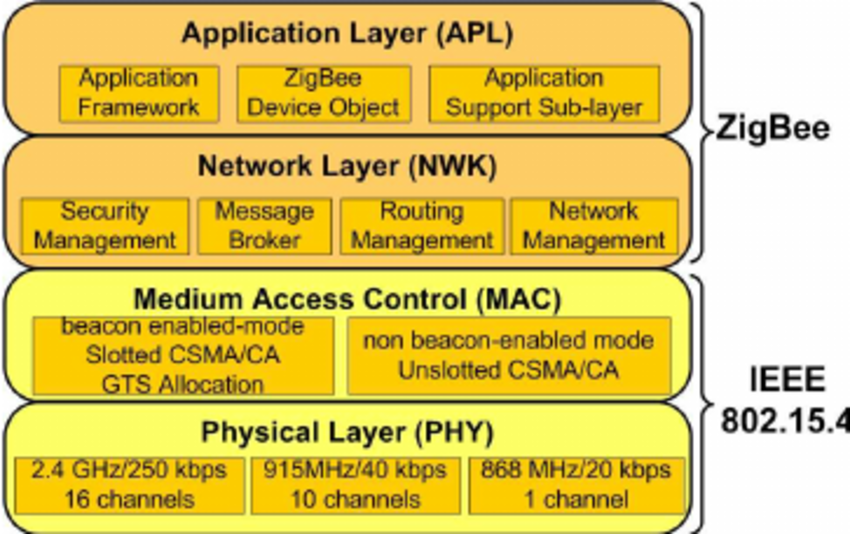 Application Layer (APL)
Application
Framework
ZigBee
Device Object
Application
Support Sub-layer
ZigBee
Network Layer (NWK)
Security
Management
Message
Broker
Routing
Management
Network
Management
Medium Access Control (MAC)
beacon enabled-mode
Slotted CSMA/CA
GTS Allocation
non beacon-enabled mode
Unslotted CSMA/CA
IEEE
802.15.4
Physical Layer (PHY)
2.4 GHz/250 kbps
16 channels
915MHz/40 kbps
10 channels
868 MHz/20 kbps
1 channel